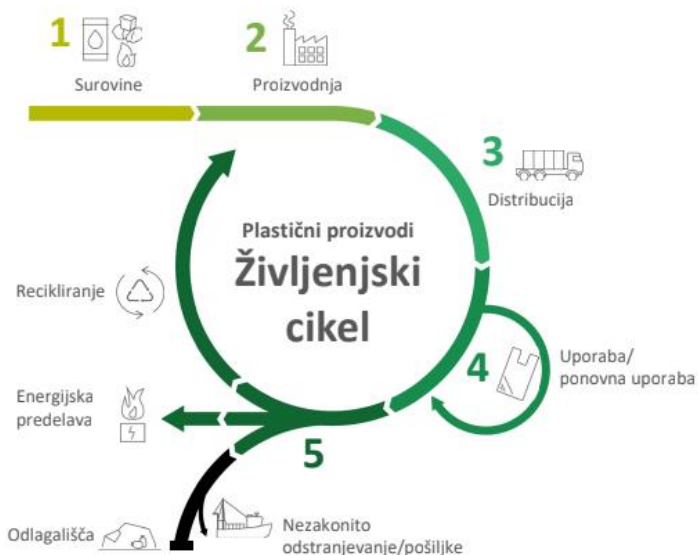 1
Surovine
2
Proizvodnja
3
Distribucija
Plastični proizvodi
Življenjski
cikel
4
Uporaba/
ponovna uporaba
Recikliranje
Energijska
predelava
5
Odlagališča
Nezakonito
odstranjevanje/pošiljke